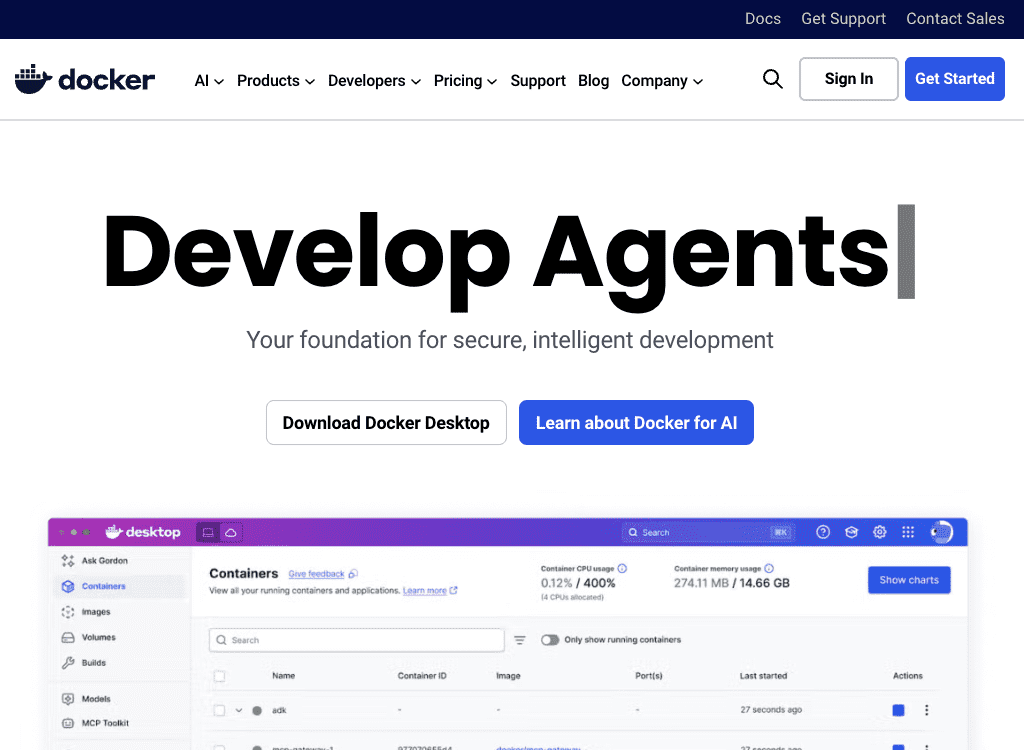 Docs Get Support Contact Sales
docker AI Products Developers Pricing Support Blog Company Sign In Get Started
Develop Agents
Your foundation for secure, intelligent development
Download Docker Desktop Learn about Docker for AI
desktop Search ⌘K
Ask Gordon
Containers
Images
Volumes
Builds
Models
MCP Toolkit
Containers Give feedback
View all your running containers and applications. Learn more
Container CPU usage
0.12% / 400%
(4 CPUs allocated)
Container memory usage
274.11 MB / 14.66 GB
Show charts
Search Only show running containers
Name Container ID Image Port(s) Last started Actions
adk - - - 27 seconds ago
mcp-gateway-1 27 seconds ago